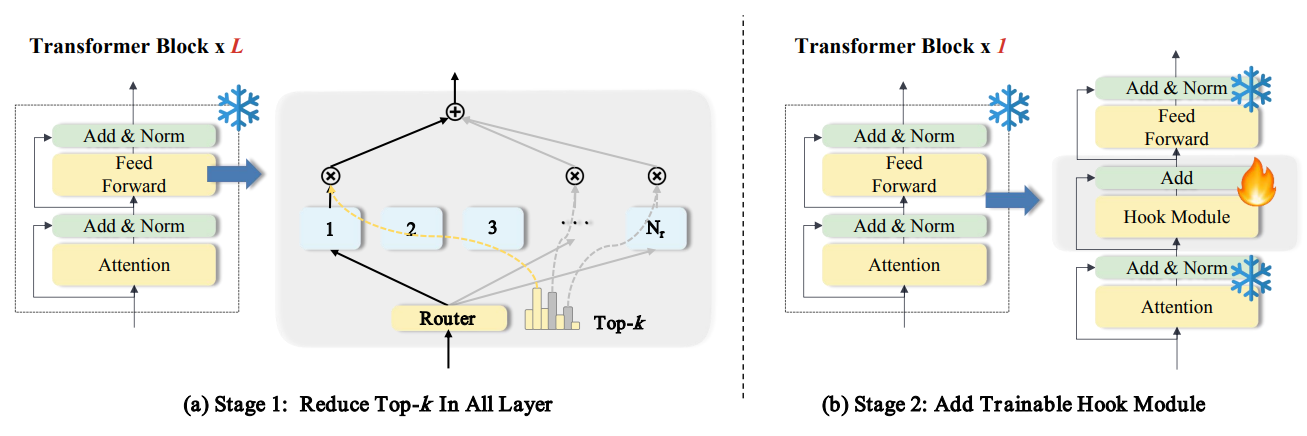 Transformer Block x L
Add & Norm
Feed
Forward
Add & Norm
Attention
1
2
3
...
Nr
Router
Top-k
(a) Stage 1: Reduce Top-k In All Layer
Transformer Block x 1
Add & Norm
Feed
Forward
Add & Norm
Attention
Add & Norm
Feed
Forward
Add
Hook Module
Add & Norm
Attention
(b) Stage 2: Add Trainable Hook Module